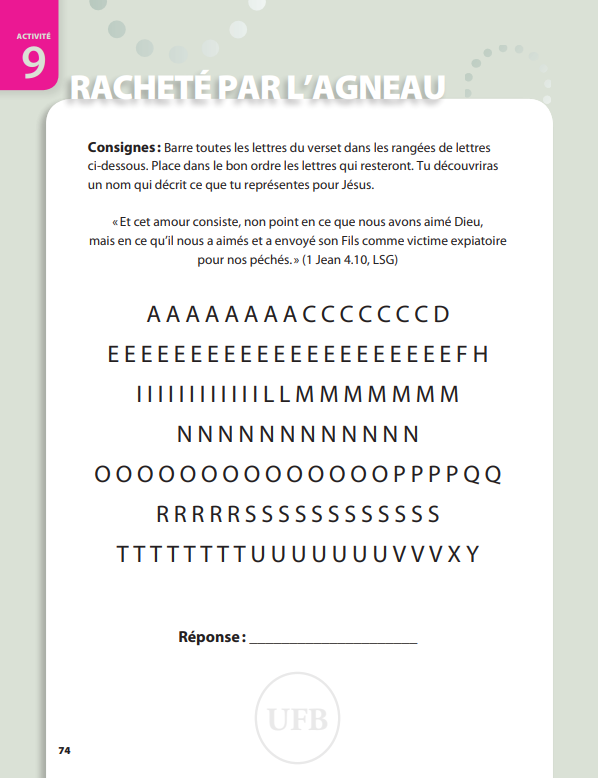 ACTIVITÉ
9
RACHETÉ PAR L'AGNEAU
Consignes : Barre toutes les lettres du verset dans les rangées de lettres
ci-dessous. Place dans le bon ordre les lettres qui resteront. Tu découvriras
un nom qui décrit ce que tu représentes pour Jésus.
« Et cet amour consiste, non point en ce que nous avons aimé Dieu,
mais en ce qu'il nous a aimés et a envoyé son Fils comme victime expiatoire
pour nos péchés. » (1 Jean 4.10, LSG)
A A A A A A A A C C C C C C C D
E E E E E E E E E E E E E E E E E E E E E F H
I I I I I I I I I I I I L L M M M M M M M
N N N N N N N N N N N N
O O O O O O O O O O O O O O P P P P Q Q
R R R R R S S S S S S S S S S S S
T T T T T T T T U U U U U U U V V V X Y
Réponse : ______________________
UFB
74